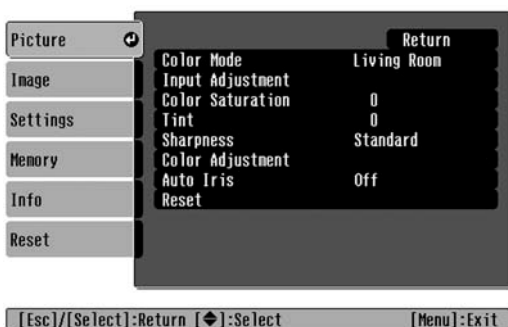 Picture
Image
Settings
Memory
Info
Reset
Return
Color Mode Living Room
Input Adjustment
Color Saturation 0
Tint 0
Sharpness Standard
Color Adjustment
Auto Iris Off
Reset
[Esc]/[Select]:Return [◆]:Select [Menu]:Exit